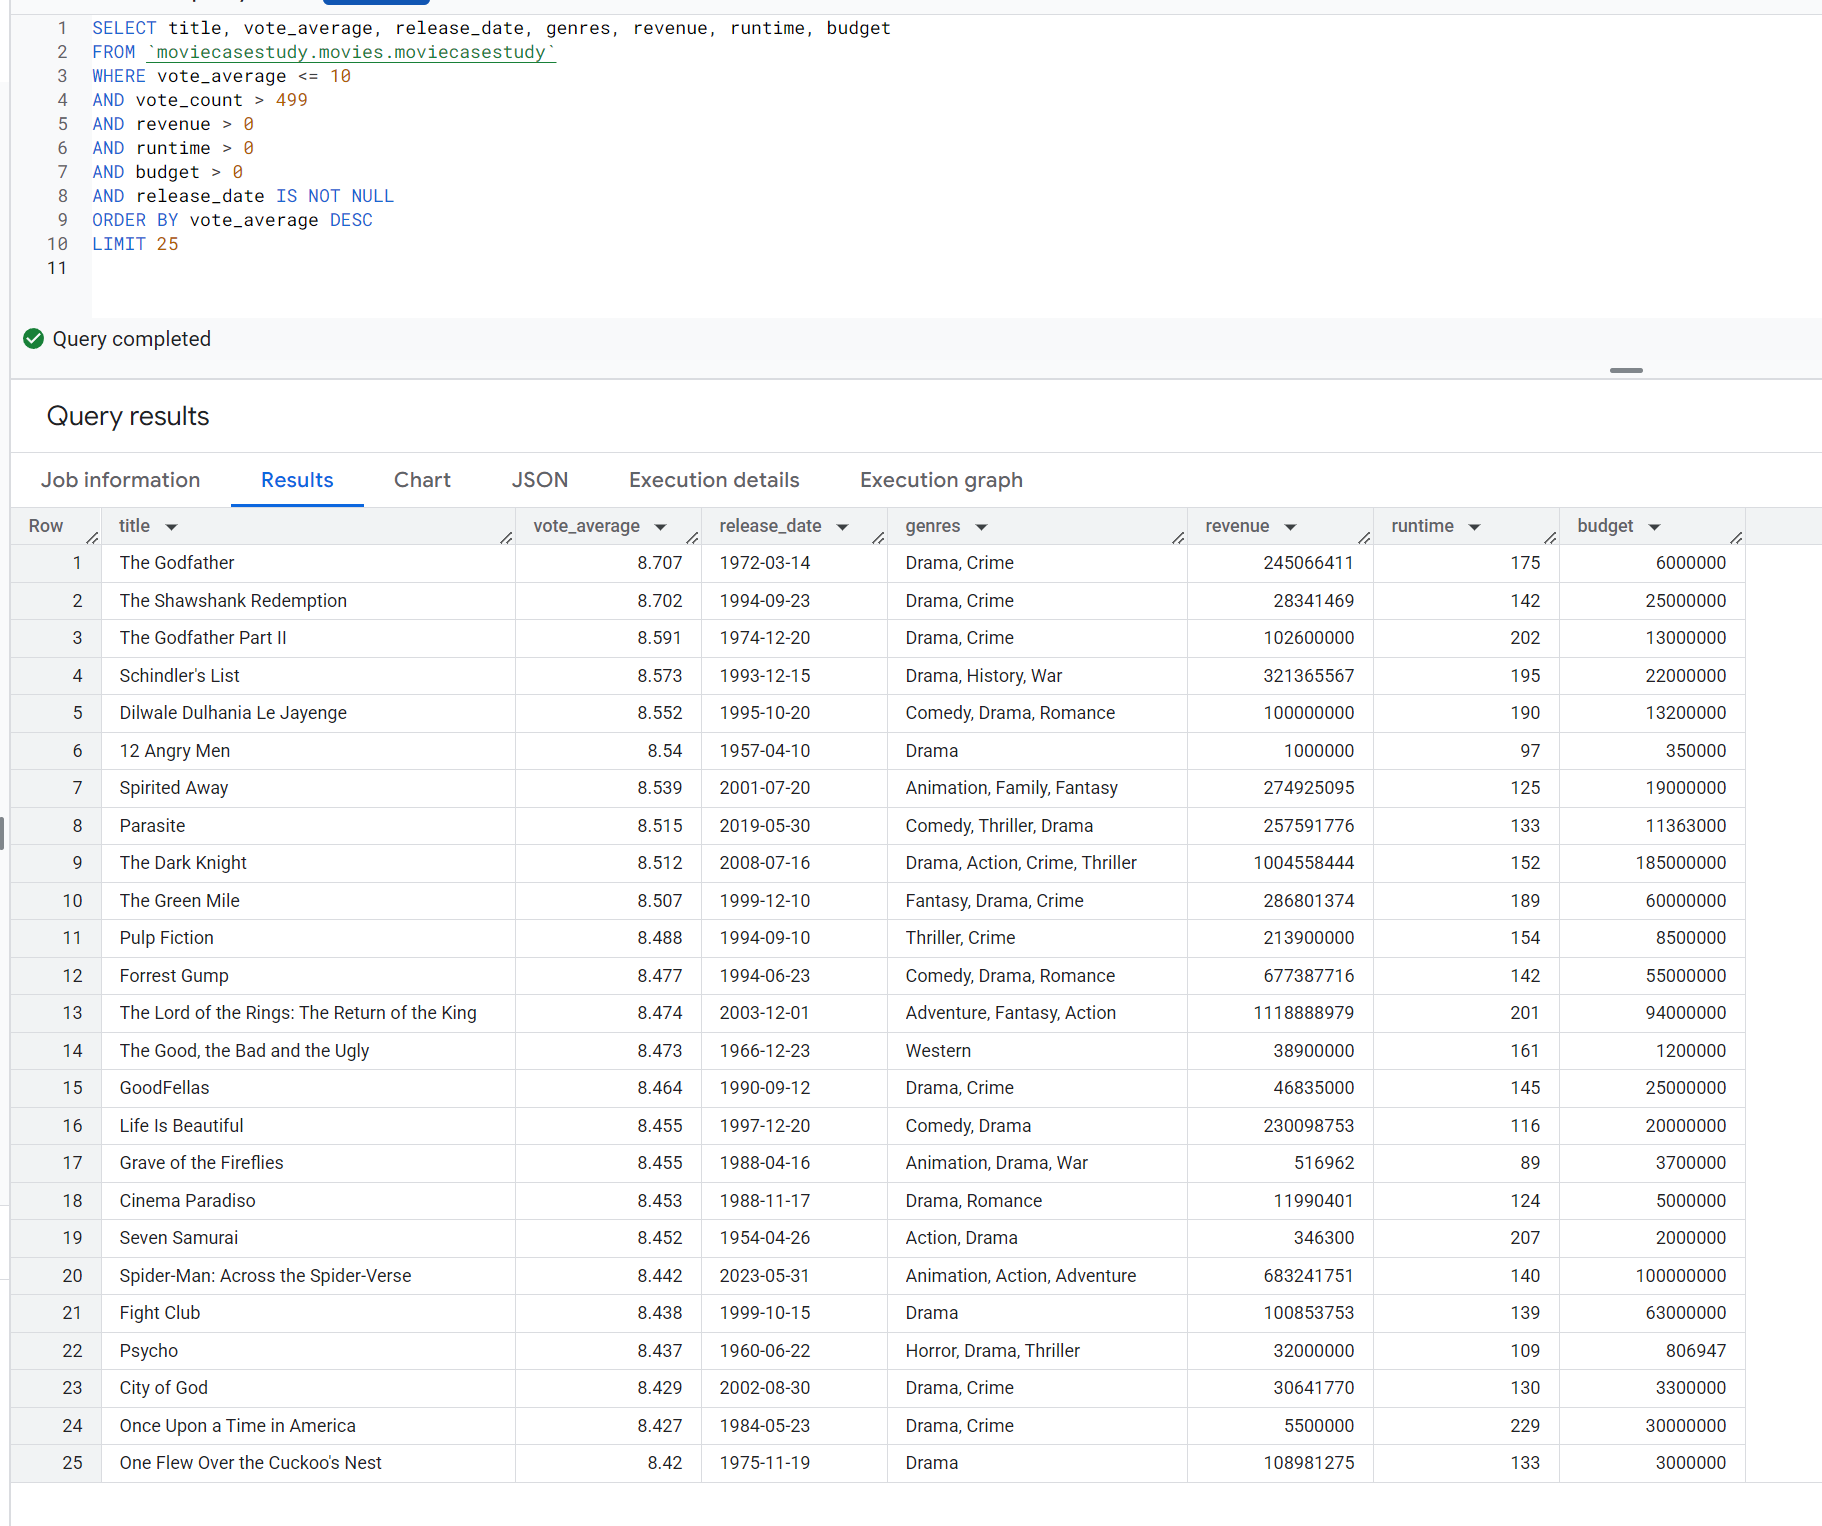 1 SELECT title, vote_average, release_date, genres, revenue, runtime, budget
2 FROM `moviecasestudy.movies.moviecasestudy`
3 WHERE vote_average <= 10
4 AND vote_count > 499
5 AND revenue > 0
6 AND runtime > 0
7 AND budget > 0
8 AND release_date IS NOT NULL
9 ORDER BY vote_average DESC
10 LIMIT 25
11
Query completed
Query results
Job information Results Chart JSON Execution details Execution graph
Row title vote_average release_date genres revenue runtime budget
1 The Godfather 8.707 1972-03-14 Drama, Crime 245066411 175 6000000
2 The Shawshank Redemption 8.702 1994-09-23 Drama, Crime 28341469 142 25000000
3 The Godfather Part II 8.591 1974-12-20 Drama, Crime 102600000 202 13000000
4 Schindler's List 8.573 1993-12-15 Drama, History, War 321365567 195 22000000
5 Dilwale Dulhania Le Jayenge 8.552 1995-10-20 Comedy, Drama, Romance 100000000 190 13200000
6 12 Angry Men 8.54 1957-04-10 Drama 1000000 97 350000
7 Spirited Away 8.539 2001-07-20 Animation, Family, Fantasy 274925095 125 19000000
8 Parasite 8.515 2019-05-30 Comedy, Thriller, Drama 257591776 133 11363000
9 The Dark Knight 8.512 2008-07-16 Drama, Action, Crime, Thriller 1004558444 152 185000000
10 The Green Mile 8.507 1999-12-10 Fantasy, Drama, Crime 286801374 189 60000000
11 Pulp Fiction 8.488 1994-09-10 Thriller, Crime 213900000 154 8500000
12 Forrest Gump 8.477 1994-06-23 Comedy, Drama, Romance 677387716 142 55000000
13 The Lord of the Rings: The Return of the King 8.474 2003-12-01 Adventure, Fantasy, Action 1118888979 201 94000000
14 The Good, the Bad and the Ugly 8.473 1966-12-23 Western 38900000 161 1200000
15 GoodFellas 8.464 1990-09-12 Drama, Crime 46835000 145 25000000
16 Life Is Beautiful 8.455 1997-12-20 Comedy, Drama 230098753 116 20000000
17 Grave of the Fireflies 8.455 1988-04-16 Animation, Drama, War 516962 89 3700000
18 Cinema Paradiso 8.453 1988-11-17 Drama, Romance 11990401 124 5000000
19 Seven Samurai 8.452 1954-04-26 Action, Drama 346300 207 2000000
20 Spider-Man: Across the Spider-Verse 8.442 2023-05-31 Animation, Action, Adventure 683241751 140 100000000
21 Fight Club 8.438 1999-10-15 Drama 100853753 139 63000000
22 Psycho 8.437 1960-06-22 Horror, Drama, Thriller 32000000 109 806947
23 City of God 8.429 2002-08-30 Drama, Crime 30641770 130 3300000
24 Once Upon a Time in America 8.427 1984-05-23 Drama, Crime 5500000 229 30000000
25 One Flew Over the Cuckoo's Nest 8.42 1975-11-19 Drama 108981275 133 3000000